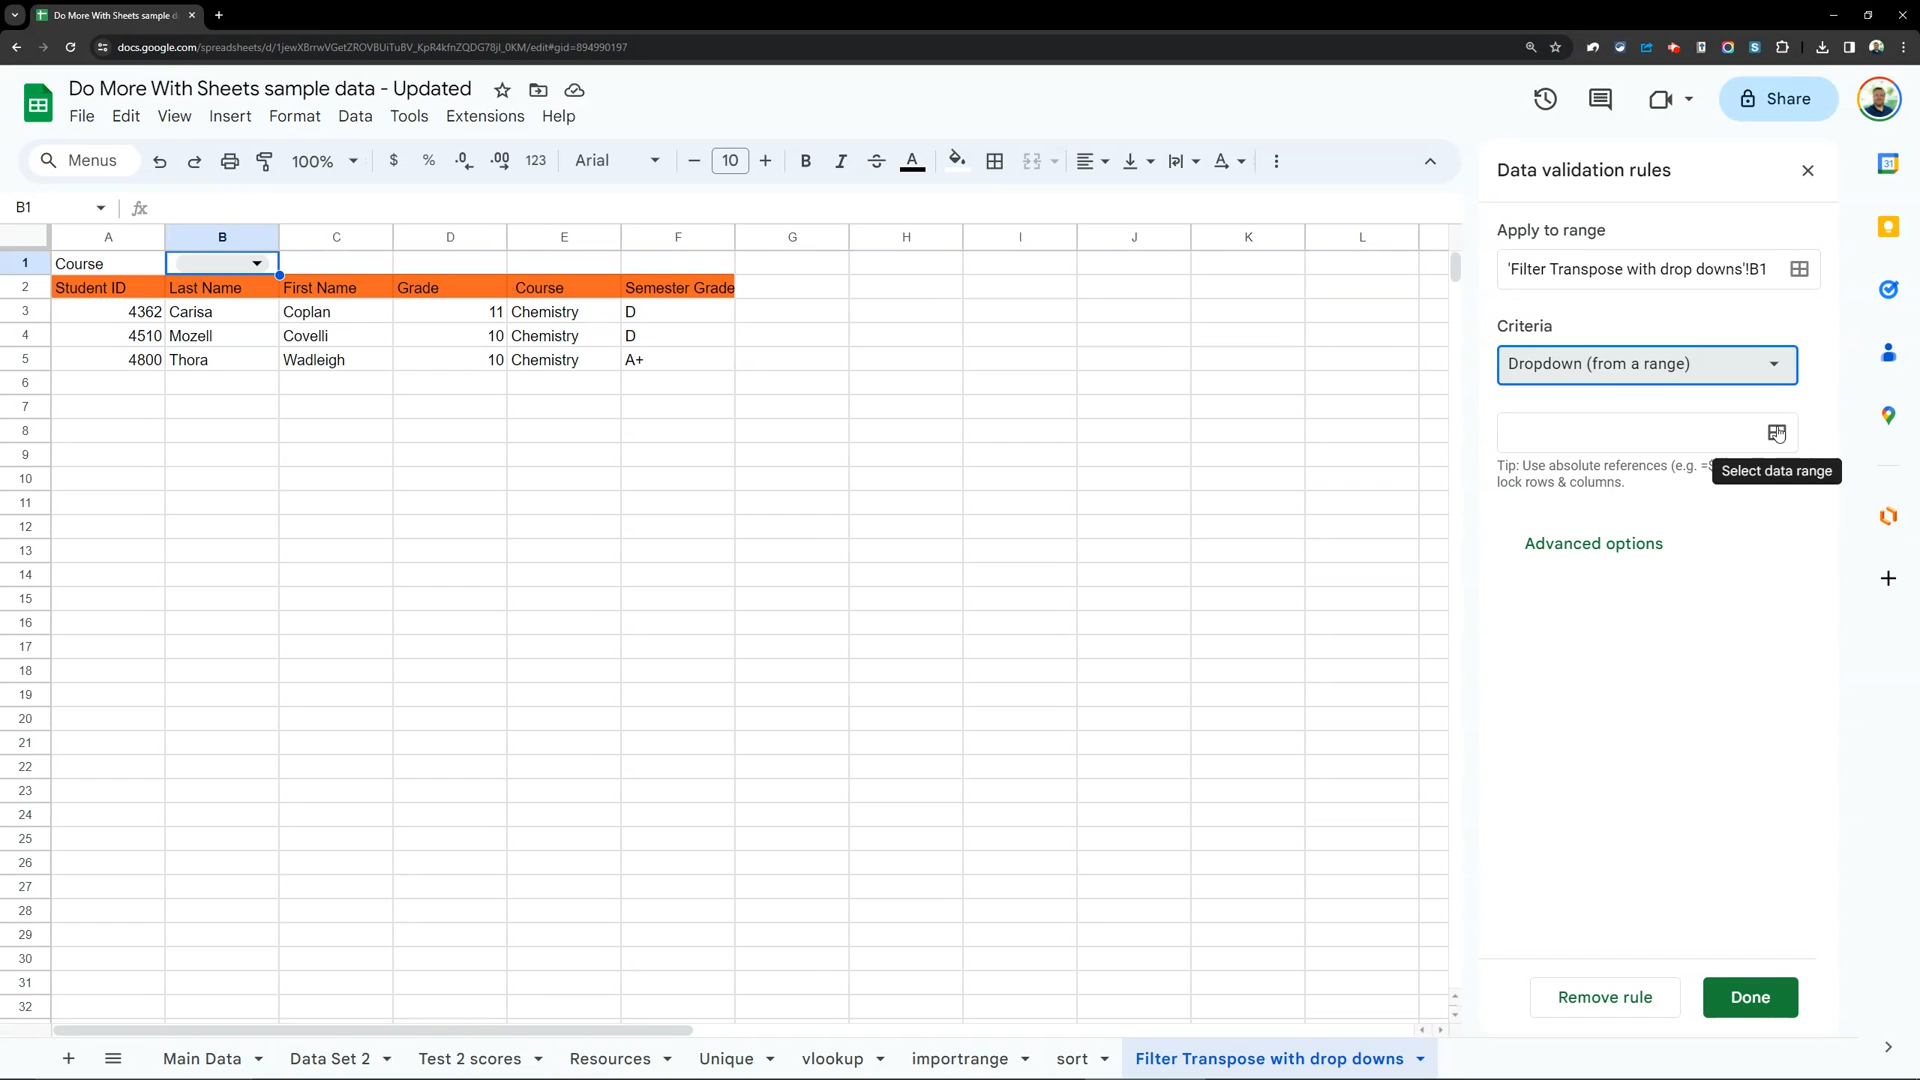 Do More With Sheets sample d
docs.google.com/spreadsheets/d/1jewXBrrwVGetZROVBUiTuBV_KpR4kfnZQDG78jI_0KM/edit#gid=894990197
Do More With Sheets sample data - Updated
File Edit View Insert Format Data Tools Extensions Help
Share
Menus 100% $ % .0 .00 123 Arial 10 B I S A A
B1 fx
A B C D E F G H I J K L
1 Course
2 Student ID Last Name First Name Grade Course Semester Grade
3 4362 Carisa Coplan 11 Chemistry D
4 4510 Mozell Covelli 10 Chemistry D
5 4800 Thora Wadleigh 10 Chemistry A+
6
7
8
9
10
11
12
13
14
15
16
17
18
19
20
21
22
23
24
25
26
27
28
29
30
31
32
Data validation rules
Apply to range
'Filter Transpose with drop downs'!B1
Criteria
Dropdown (from a range)
Tip: Use absolute references (e.g.
lock rows & columns.
Select data range
Advanced options
Remove rule Done
31
Main Data Data Set 2 Test 2 scores Resources Unique vlookup importrange sort Filter Transpose with drop downs